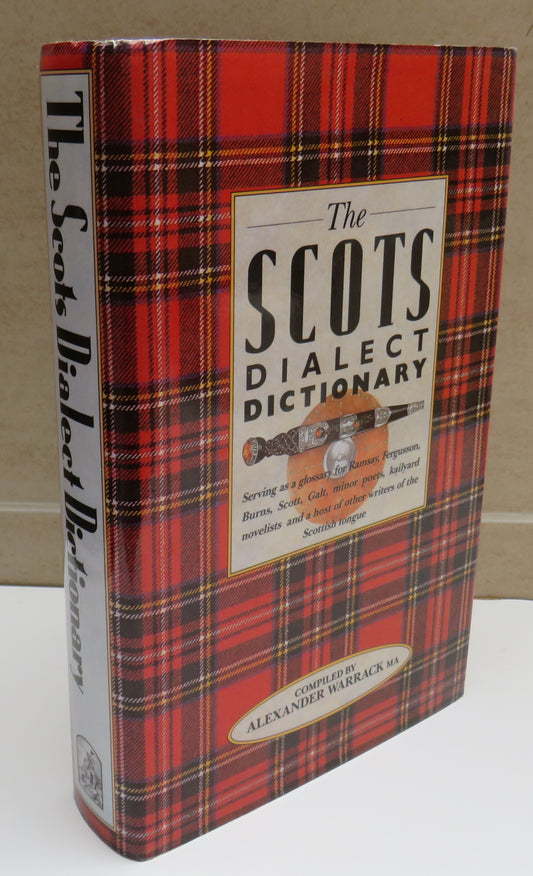 The Scots Dialect Dictionary
The
SCOTS
DIALECT
DICTIONARY
Serving as a glossary for Ramsay, Fergusson,
Burns, Scott, Galt, minor poets, kailyard
novelists and a host of other writers of the
Scottish tongue
COMPILED BY
ALEXANDER WARRACK MA